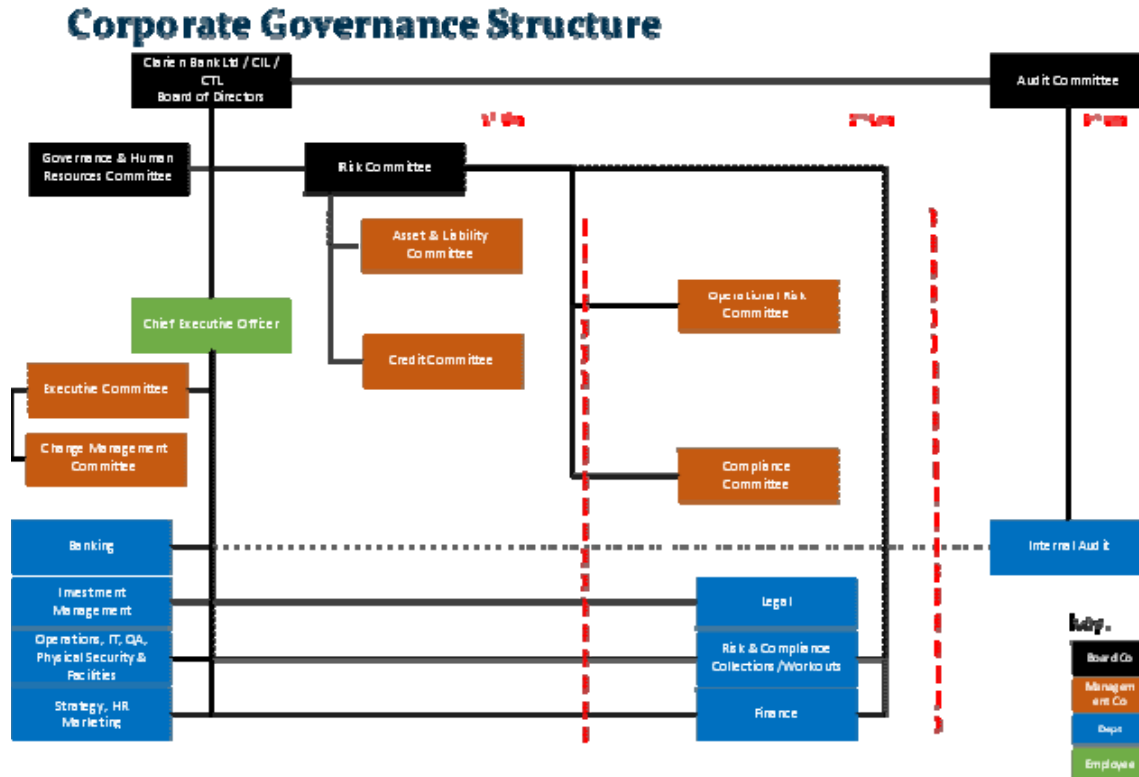 Corporate Governance Structure
Clarien Bank Ltd / CIL /
CTL
Board of Directors
Audit Committee
Governance & Human
Resources Committee
Risk Committee
Asset & Liability
Committee
Operational Risk
Committee
Chief Executive Officer
Credit Committee
Executive Committee
Change Management
Committee
Compliance
Committee
Banking
Internal Audit
Investment
Management
Legal
Operations, IT, QA,
Physical Security &
Facilities
Risk & Compliance
Collections/Workouts
Strategy, HR
Marketing
Finance
Key.
Board Co
Managem
ent Co
Dept
Employee